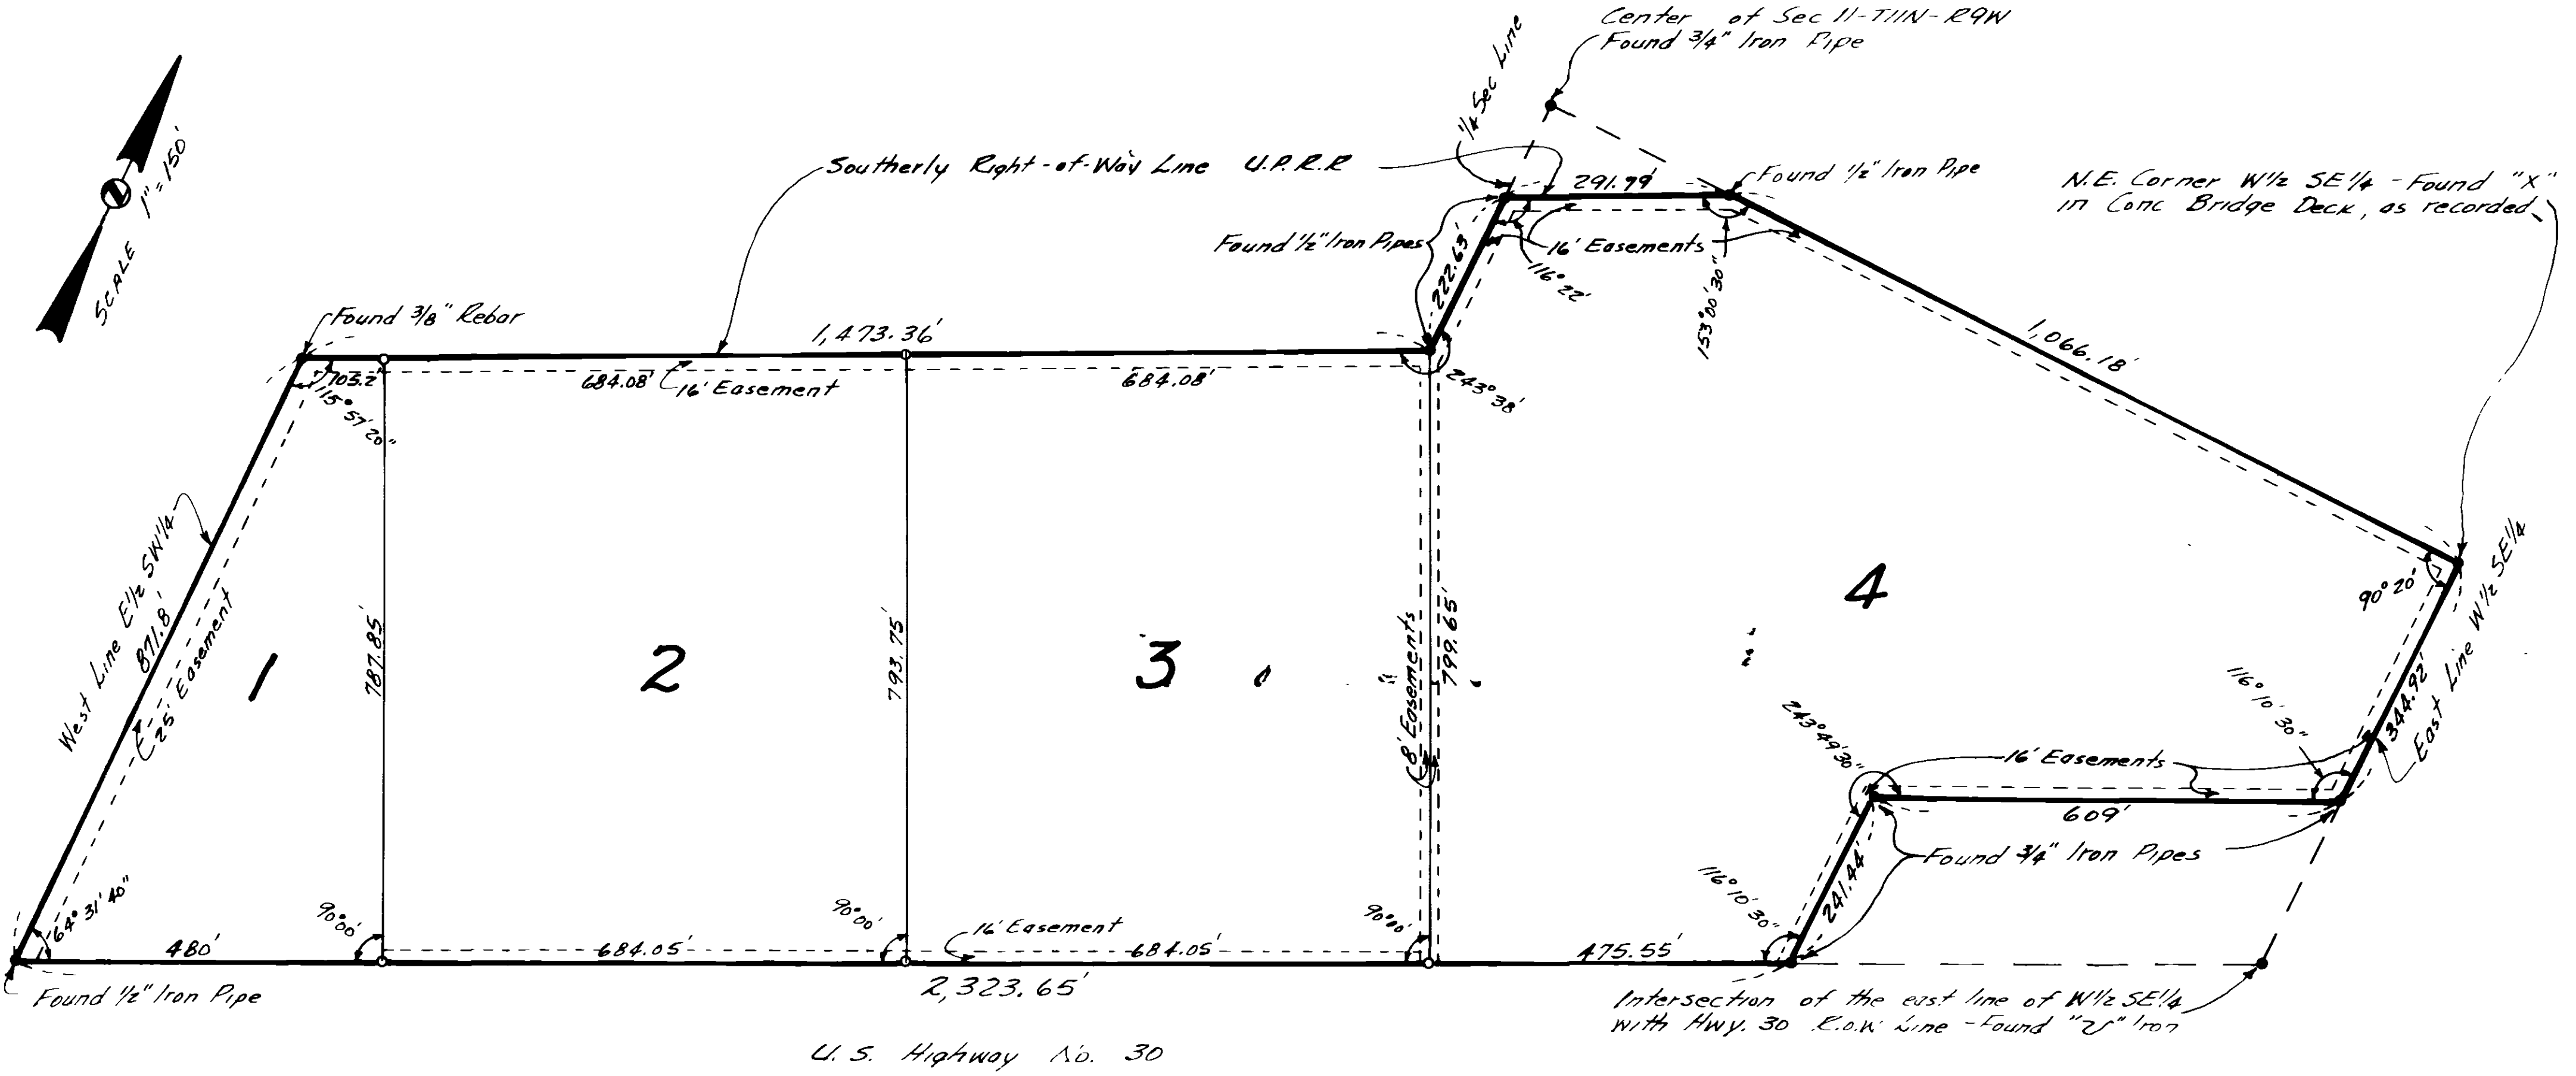 Center of Sec 11-T11N-R9W
Found 3/4" Iron Pipe
1/4 Sec Line
SCALE 1"=150'
Southerly Right-of-Way Line U.P.R.R
291.79'
Found 1/2" Iron Pipe
N.E. Corner W1/2 SE1/4 - Found "X"
in Conc Bridge Deck, as recorded
Found 1/2" Iron Pipes
222.63'
16' Easements
116° 22'
153° 00' 30"
Found 3/8" Rebar
1,473.36'
1,066.18'
105.2'
684.08'
16' Easement
684.08'
243° 38'
115° 57' 20"
West Line E1/2 SW1/4
871.8'
25' Easement
1
787.85'
2
793.75'
3
8' Easements
799.65'
4
90° 20'
344.92'
East Line W1/2 SE1/4
116° 10' 30"
243° 49' 30"
16' Easements
609'
Found 3/4" Iron Pipes
241.44'
116° 10' 30"
64° 31' 40"
480'
90° 00'
684.05'
90° 00'
16' Easement
684.05'
90° 00'
475.55'
2,323.65'
Found 1/2" Iron Pipe
Intersection of the east line of W1/2 SE1/4
with Hwy. 30 R.O.W. Line - Found "V" Iron
U.S. Highway No. 30